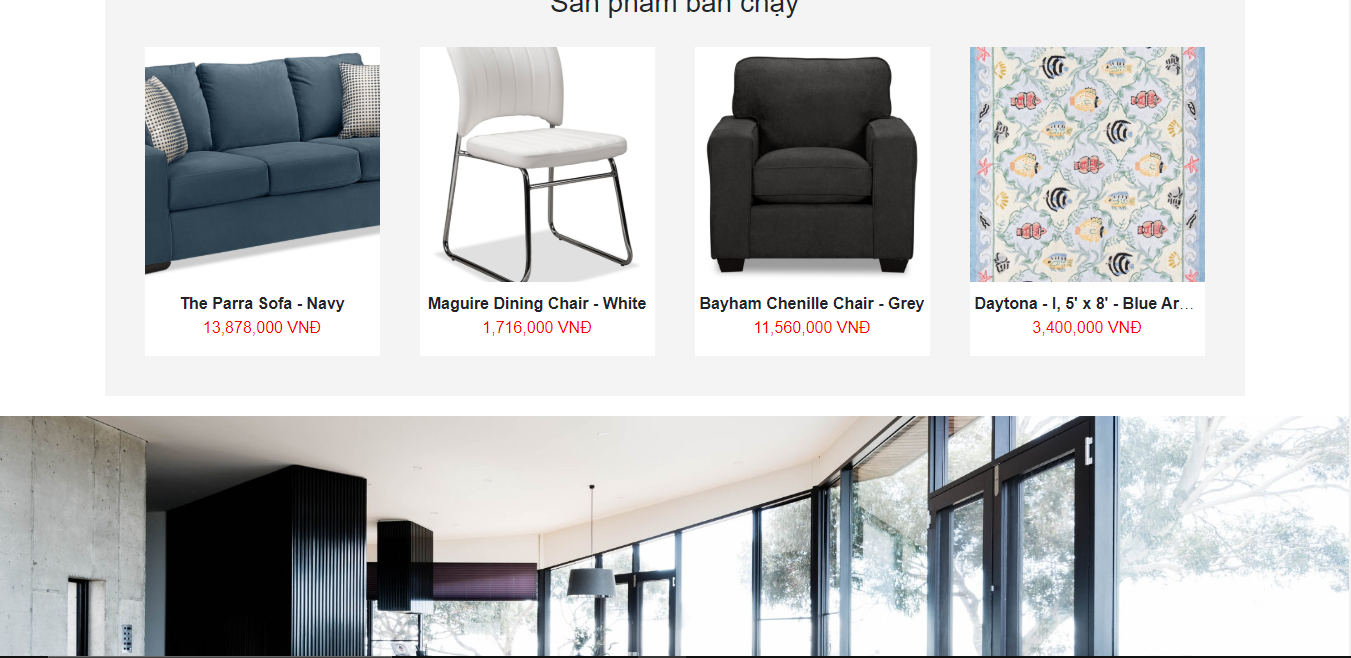 Sản phẩm bán chạy
The Parra Sofa - Navy
13,878,000 VNĐ
Maguire Dining Chair - White
1,716,000 VNĐ
Bayham Chenille Chair - Grey
11,560,000 VNĐ
Daytona - I, 5' x 8' - Blue Ar...
3,400,000 VNĐ